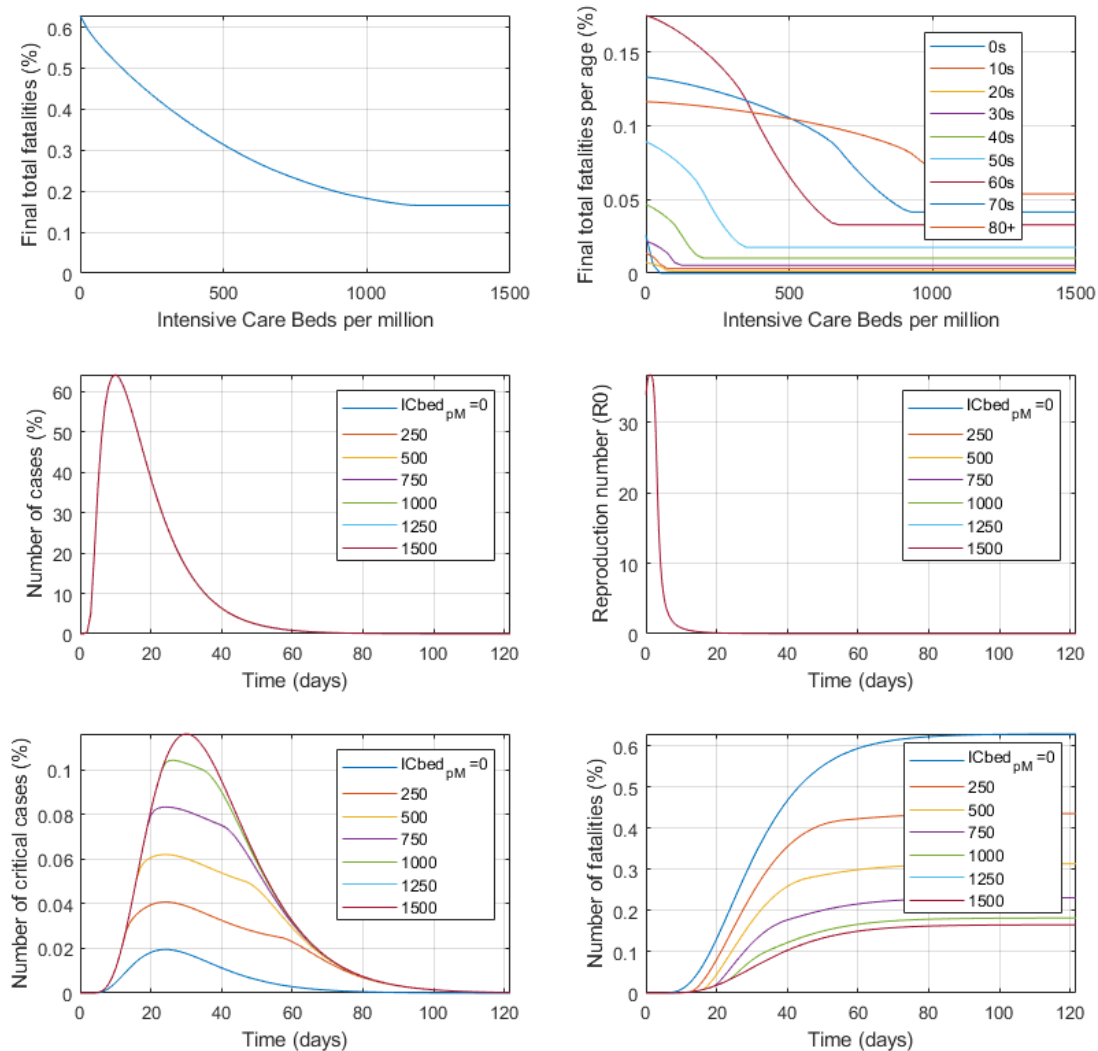 Final total fatalities (%)
0.6
0.5
0.4
0.3
0.2
0.1
0
0 500 1000 1500
Intensive Care Beds per million
Final total fatalities per age (%)
0.15
0.1
0.05
0
0s
10s
20s
30s
40s
50s
60s
70s
80+
0 500 1000 1500
Intensive Care Beds per million
Number of cases (%)
60
50
40
30
20
10
0
ICbed pM =0
250
500
750
1000
1250
1500
0 20 40 60 80 100 120
Time (days)
Reproduction number (R0)
30
20
10
0
ICbed pM =0
250
500
750
1000
1250
1500
0 20 40 60 80 100 120
Time (days)
Number of critical cases (%)
0.1
0.08
0.06
0.04
0.02
0
ICbed pM =0
250
500
750
1000
1250
1500
0 20 40 60 80 100 120
Time (days)
Number of fatalities (%)
0.6
0.5
0.4
0.3
0.2
0.1
0
ICbed pM =0
250
500
750
1000
1250
1500
0 20 40 60 80 100 120
Time (days)